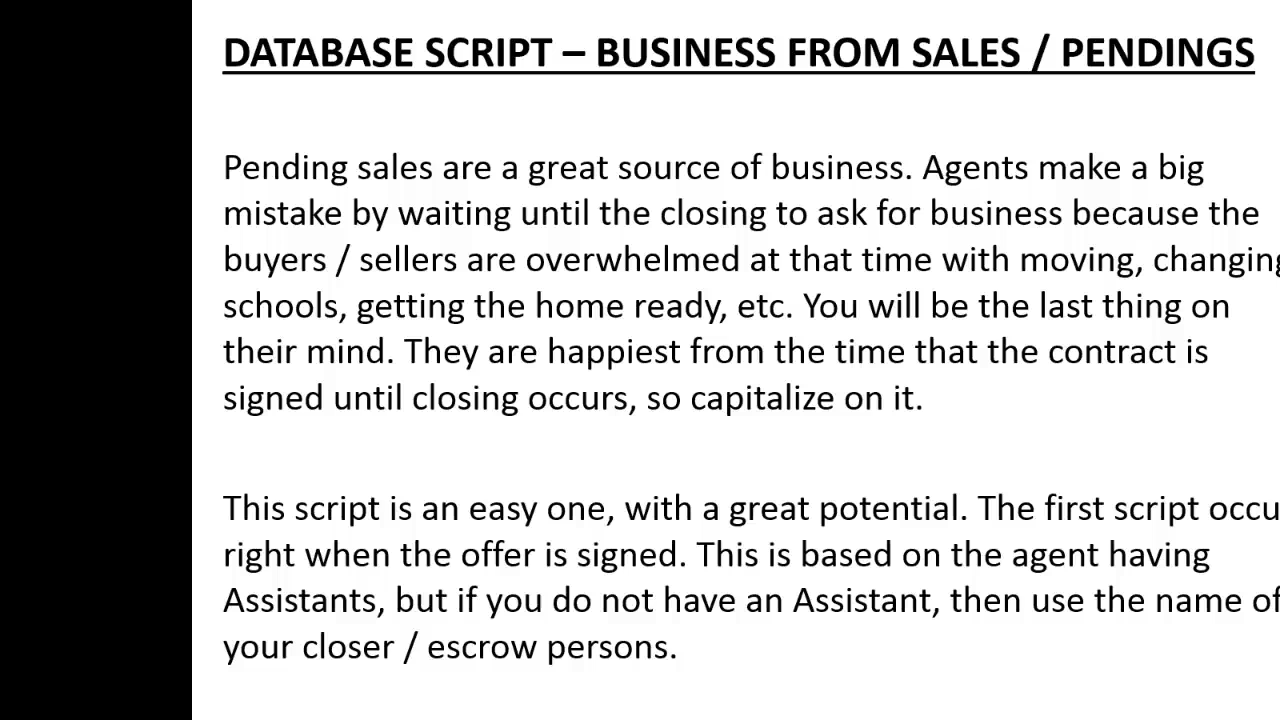 DATABASE SCRIPT – BUSINESS FROM SALES / PENDINGS
Pending sales are a great source of business. Agents make a big
mistake by waiting until the closing to ask for business because the
buyers / sellers are overwhelmed at that time with moving, changing
schools, getting the home ready, etc. You will be the last thing on
their mind. They are happiest from the time that the contract is
signed until closing occurs, so capitalize on it.
This script is an easy one, with a great potential. The first script occu
right when the offer is signed. This is based on the agent having
Assistants, but if you do not have an Assistant, then use the name of
your closer / escrow persons.